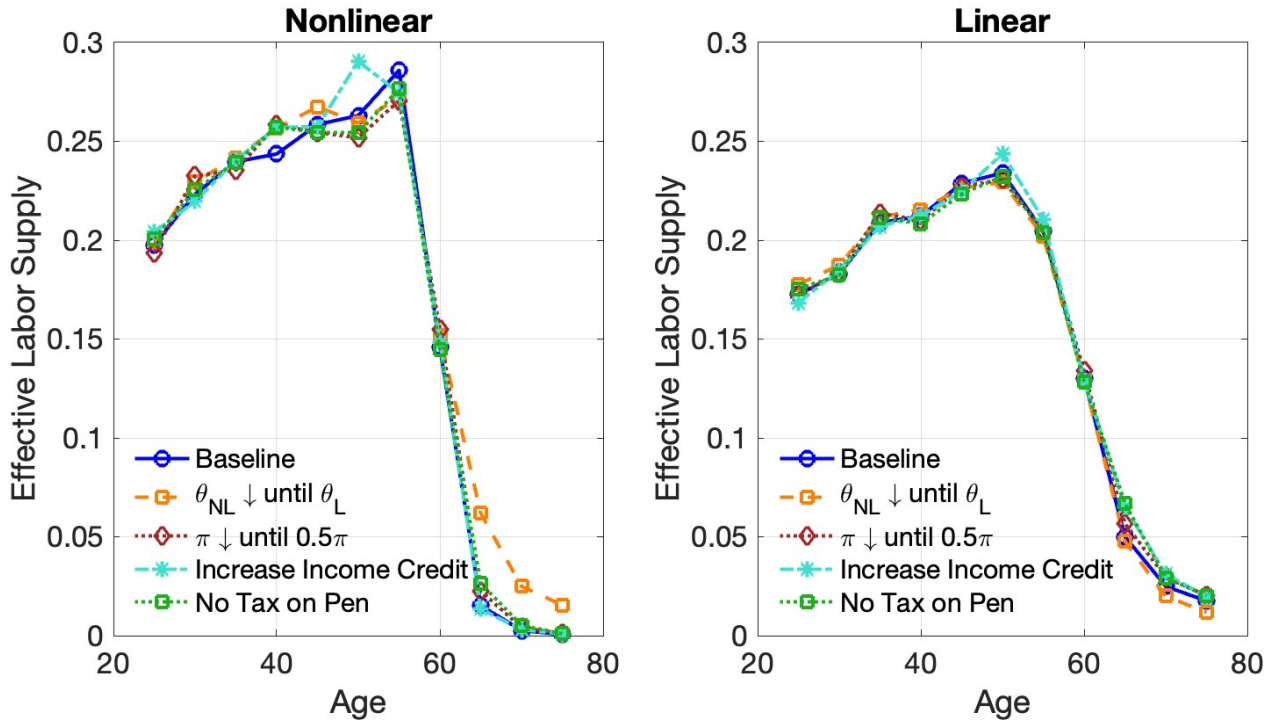 Nonlinear
0.3
0.25
0.2
0.15
0.1
0.05
0
Effective Labor Supply
Baseline
θNL ↓ until θL
π ↓ until 0.5π
Increase Income Credit
No Tax on Pen
20 40 60 80
Age
Linear
0.3
0.25
0.2
0.15
0.1
0.05
0
Effective Labor Supply
Baseline
θNL ↓ until θL
π ↓ until 0.5π
Increase Income Credit
No Tax on Pen
20 40 60 80
Age